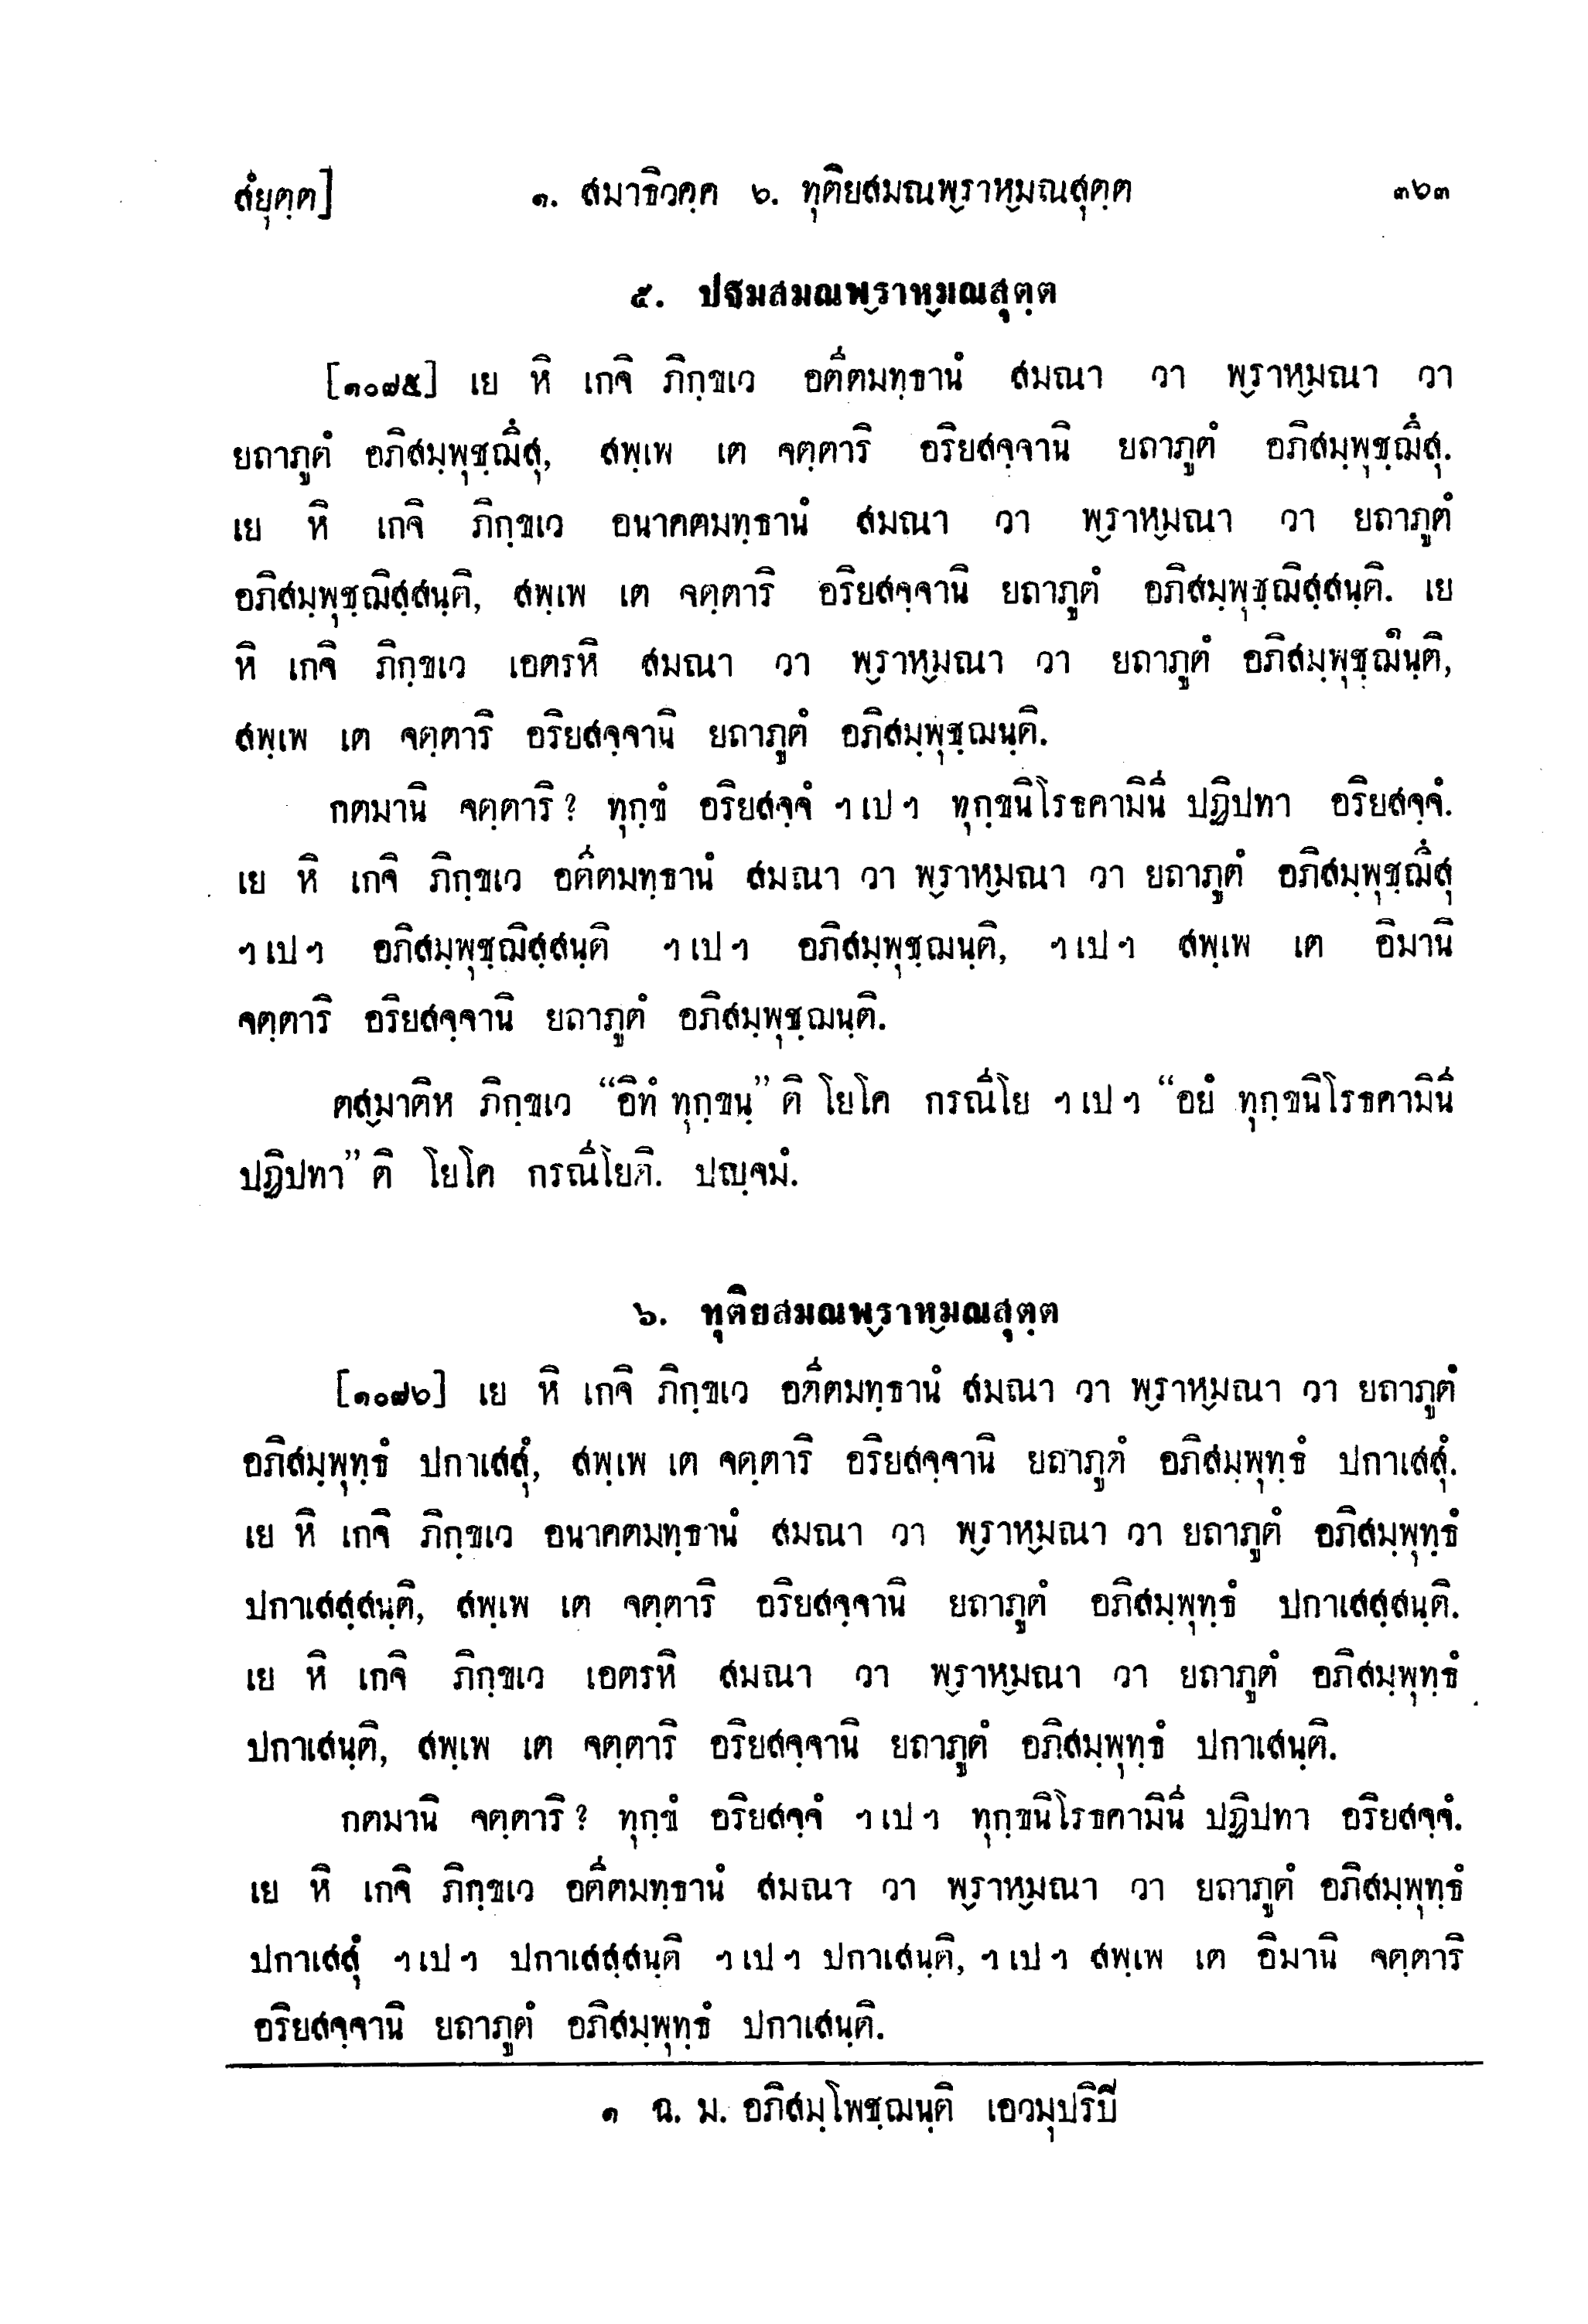 สํยุตฺต] ๑. สมาธิวคฺค ๖. ทุติยสมณพฺราหฺมณสุตฺต ๓๖๓
๕. ปฐมสมณพฺราหฺมณสุตฺต
[๑๐๗๕] เย หิ เกจิ ภิกฺขเว อตีตมทฺธานํ สมณา วา พฺราหฺมณา วา
ยถาภูตํ อภิสมฺพุชฺฌึสุ, สพฺเพ เต จตฺตาริ อริยสจฺจานิ ยถาภูตํ อภิสมฺพุชฺฌึสุ.
เย หิ เกจิ ภิกฺขเว อนาคตมทฺธานํ สมณา วา พฺราหฺมณา วา ยถาภูตํ
อภิสมฺพุชฺฌิสฺสนฺติ, สพฺเพ เต จตฺตาริ อริยสจฺจานิ ยถาภูตํ อภิสมฺพุชฺฌิสฺสนฺติ. เย
หิ เกจิ ภิกฺขเว เอตรหิ สมณา วา พฺราหฺมณา วา ยถาภูตํ อภิสมฺพุชฺฌ๑นฺติ,
สพฺเพ เต จตฺตาริ อริยสจฺจานิ ยถาภูตํ อภิสมฺพุชฺฌนฺติ.
กตมานิ จตฺตาริ? ทุกฺขํ อริยสจฺจํ ฯเปฯ ทุกฺขนิโรธคามินี ปฏิปทา อริยสจฺจํ.
เย หิ เกจิ ภิกฺขเว อตีตมทฺธานํ สมณา วา พฺราหฺมณา วา ยถาภูตํ อภิสมฺพุชฺฌึสุ
ฯเปฯ อภิสมฺพุชฺฌิสฺสนฺติ ฯเปฯ อภิสมฺพุชฺฌนฺติ, ฯเปฯ สพฺเพ เต อิมานิ
จตฺตาริ อริยสจฺจานิ ยถาภูตํ อภิสมฺพุชฺฌนฺติ.
ตสฺมาติห ภิกฺขเว “อิทํ ทุกฺขนฺ” ติ โยโค กรณีโย ฯเปฯ “อยํ ทุกฺขนิโรธคามินี
ปฏิปทา” ติ โยโค กรณีโยติ. ปญฺจมํ.
๖. ทุติยสมณพฺราหฺมณสุตฺต
[๑๐๗๖] เย หิ เกจิ ภิกฺขเว อตีตมทฺธานํ สมณา วา พฺราหฺมณา วา ยถาภูตํ
อภิสมฺพุทฺธํ ปกาเสสุํ, สพฺเพ เต จตฺตาริ อริยสจฺจานิ ยถาภูตํ อภิสมฺพุทฺธํ ปกาเสสุํ.
เย หิ เกจิ ภิกฺขเว อนาคตมทฺธานํ สมณา วา พฺราหฺมณา วา ยถาภูตํ อภิสมฺพุทฺธํ
ปกาเสสฺสนฺติ, สพฺเพ เต จตฺตาริ อริยสจฺจานิ ยถาภูตํ อภิสมฺพุทฺธํ ปกาเสสฺสนฺติ.
เย หิ เกจิ ภิกฺขเว เอตรหิ สมณา วา พฺราหฺมณา วา ยถาภูตํ อภิสมฺพุทฺธํ
ปกาเสนฺติ, สพฺเพ เต จตฺตาริ อริยสจฺจานิ ยถาภูตํ อภิสมฺพุทฺธํ ปกาเสนฺติ.
กตมานิ จตฺตาริ? ทุกฺขํ อริยสจฺจํ ฯเปฯ ทุกฺขนิโรธคามินี ปฏิปทา อริยสจฺจํ.
เย หิ เกจิ ภิกฺขเว อตีตมทฺธานํ สมณา วา พฺราหฺมณา วา ยถาภูตํ อภิสมฺพุทฺธํ
ปกาเสสุํ ฯเปฯ ปกาเสสฺสนฺติ ฯเปฯ ปกาเสนฺติ, ฯเปฯ สพฺเพ เต อิมานิ จตฺตาริ
อริยสจฺจานิ ยถาภูตํ อภิสมฺพุทฺธํ ปกาเสนฺติ.
๑ ฉ. ม. อภิสมฺโพชฺฌนฺติ เอวมุปริปี